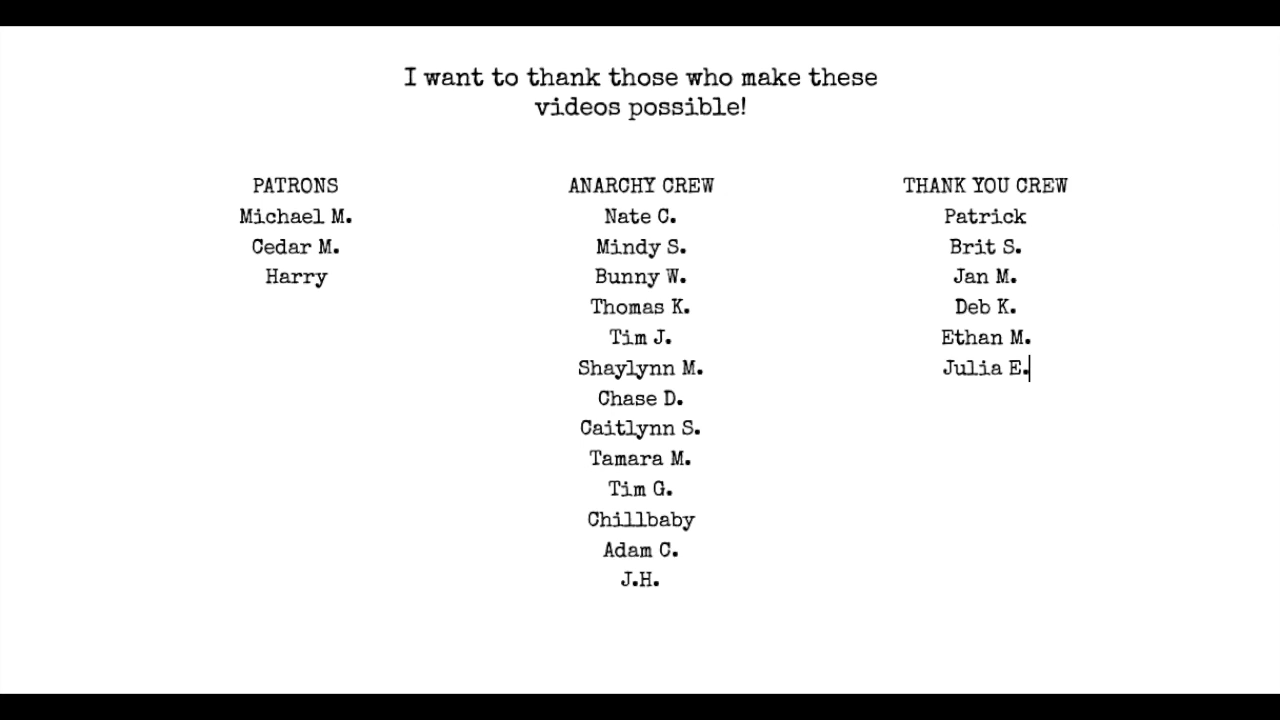 I want to thank those who make these
videos possible!
PATRONS
Michael M.
Cedar M.
Harry
ANARCHY CREW
Nate C.
Mindy S.
Bunny W.
Thomas K.
Tim J.
Shaylynn M.
Chase D.
Caitlynn S.
Tamara M.
Tim G.
Chillbaby
Adam C.
J.H.
THANK YOU CREW
Patrick
Brit S.
Jan M.
Deb K.
Ethan M.
Julia E.